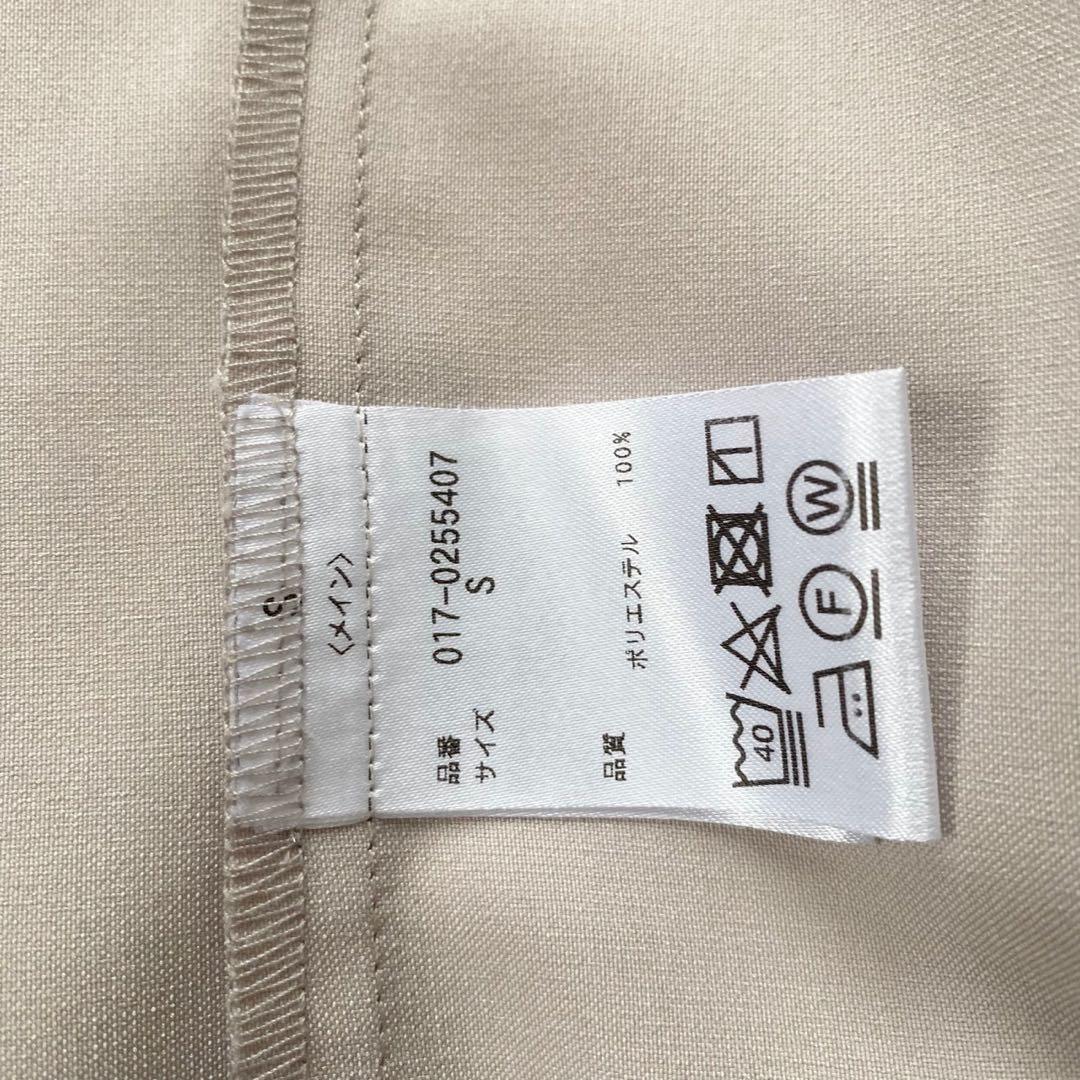 S
〈メイン〉
品番 017-0255407
サイズ S
品質 ポリエステル 100%
40
F
W